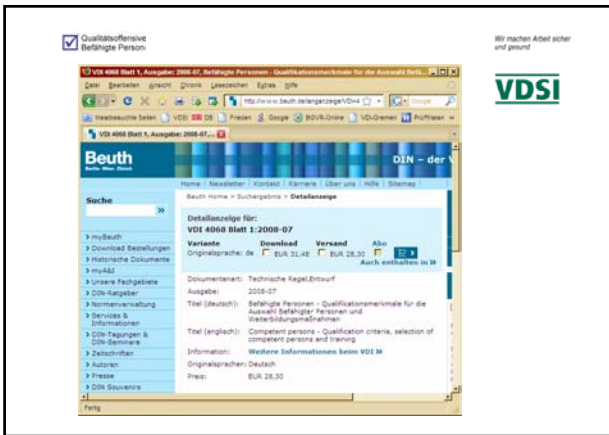 Qualitätsoffensive
Befähigte Person
Wir machen Arbeit sicher
und gesund
VDSI
VDI 4068 Blatt 1, Ausgabe: 2008-07, Befähigte Personen - Qualifikationsmerkmale für die Auswahl Befä...
Datei Bearbeiten Ansicht Chronik Lesezeichen Extras Hilfe
Google
Meistbesuchte Seiten VDSI DB Frieden Google BGVR-Online VDI-Gremien
VDI 4068 Blatt 1, Ausgabe: 2008-07,...
Beuth
Berlin · Wien · Zürich
DIN – der
Home | Newsletter | Kontakt | Karriere | Über uns | Hilfe | Sitemap
Suche
Beuth Home > Suchergebnis > Detailanzeige
Detailanzeige für:
VDI 4068 Blatt 1:2008-07
Variante Download Versand Abo
Originalsprache: de EUR 31,48 EUR 28,30
Auch enthalten in
myBeuth
Download Bestellungen
Historische Dokumente
myA&I
Unsere Fachgebiete
DIN-Ratgeber
Normenverwaltung
Services &
Informationen
DIN-Tagungen &
DIN-Seminare
Zeitschriften
Autoren
Presse
DIN Souvenirs
Dokumentenart: Technische Regel,Entwurf
Ausgabe: 2008-07
Titel (deutsch): Befähigte Personen - Qualifikationsmerkmale für die
Auswahl Befähigter Personen und
Weiterbildungsmaßnahmen
Titel (englisch): Competent persons - Qualification criteria, selection of
competent persons and training
Information: Weitere Informationen beim VDI
Originalsprachen: Deutsch
Preis: EUR 28,30
Fertig